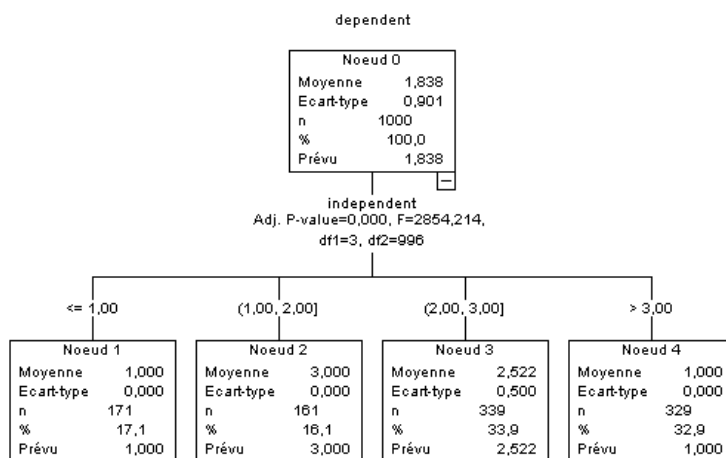 dependent
Noeud 0
Moyenne 1,838
Ecart-type 0,901
n 1000
% 100,0
Prévu 1,838
independent
Adj. P-value=0,000, F=2854,214,
df1=3, df2=996
<= 1,00
(1,00, 2,00]
(2,00, 3,00]
> 3,00
Noeud 1
Moyenne 1,000
Ecart-type 0,000
n 171
% 17,1
Prévu 1,000
Noeud 2
Moyenne 3,000
Ecart-type 0,000
n 161
% 16,1
Prévu 3,000
Noeud 3
Moyenne 2,522
Ecart-type 0,500
n 339
% 33,9
Prévu 2,522
Noeud 4
Moyenne 1,000
Ecart-type 0,000
n 329
% 32,9
Prévu 1,000